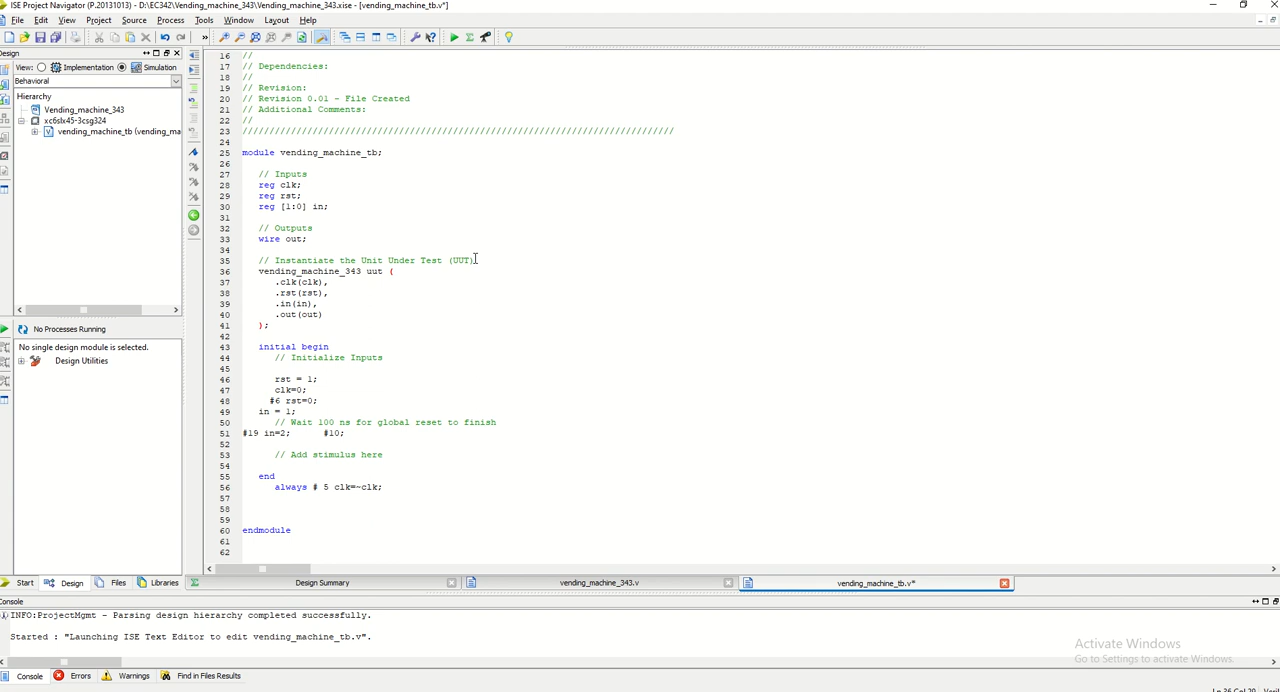 ISE Project Navigator (P.20131013) - D:\EC342\Vending_machine_343\Vending_machine_343.xise - [vending_machine_tb.v*]
File Edit View Project Source Process Tools Window Layout Help
Design
View: Implementation Simulation
Behavioral
Hierarchy
Vending_machine_343
xc6slx45-3csg324
vending_machine_tb (vending_ma
No Processes Running
No single design module is selected.
Design Utilities
Start Design Files Libraries
16 //
17 // Dependencies:
18 //
19 // Revision:
20 // Revision 0.01 - File Created
21 // Additional Comments:
22 //
23 ////////////////////////////////////////////////////////////////////////////////
24
25 module vending_machine_tb;
26
27 // Inputs
28 reg clk;
29 reg rst;
30 reg [1:0] in;
31
32 // Outputs
33 wire out;
34
35 // Instantiate the Unit Under Test (UUT)
36 vending_machine_343 uut (
37 .clk(clk),
38 .rst(rst),
39 .in(in),
40 .out(out)
41 );
42
43 initial begin
44 // Initialize Inputs
45
46 rst = 1;
47 clk=0;
48 #6 rst=0;
49 in = 1;
50 // Wait 100 ns for global reset to finish
51 #19 in=2; #10;
52
53 // Add stimulus here
54
55 end
56 always # 5 clk=~clk;
57
58
59
60 endmodule
61
62
Design Summary vending_machine_343.v vending_machine_tb.v*
Console
INFO:ProjectMgmt - Parsing design hierarchy completed successfully.
Started : "Launching ISE Text Editor to edit vending_machine_tb.v".
Activate Windows
Go to Settings to activate Windows.
Console Errors Warnings Find in Files Results